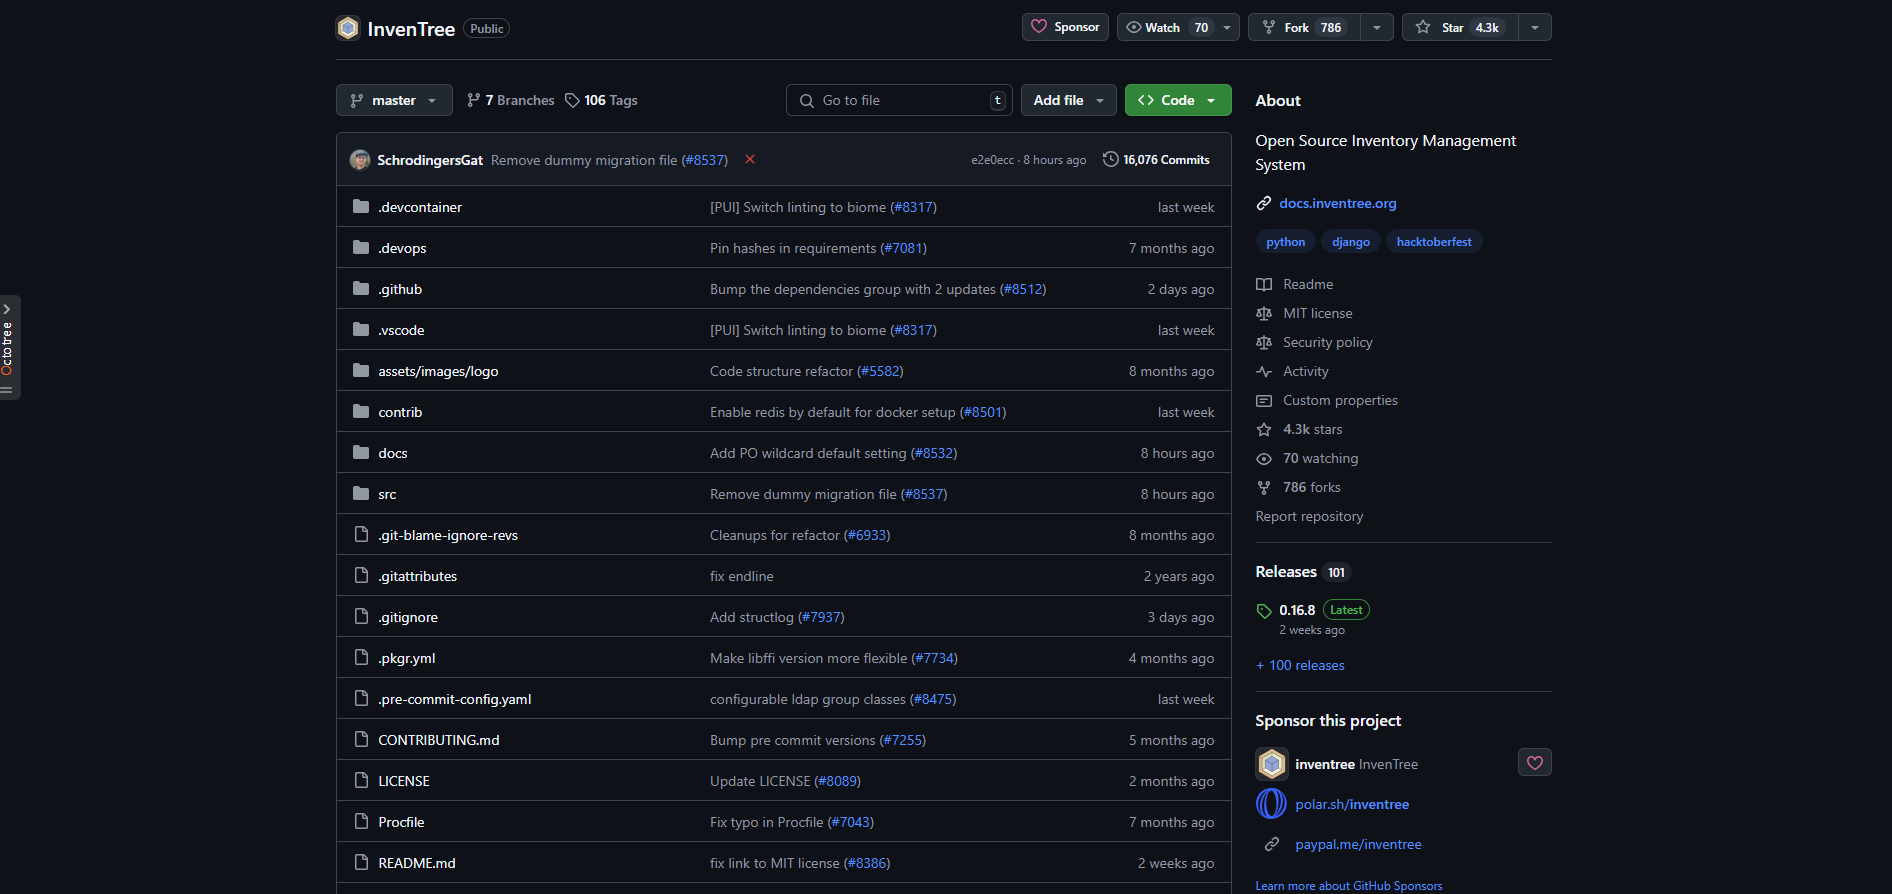 InvenTree Public
Sponsor Watch 70 Fork 786 Star 4.3k
master 7 Branches 106 Tags Go to file t Add file Code
SchrodingersGat Remove dummy migration file (#8537) e2e0ecc · 8 hours ago 16,076 Commits
.devcontainer [PUI] Switch linting to biome (#8317) last week
.devops Pin hashes in requirements (#7081) 7 months ago
.github Bump the dependencies group with 2 updates (#8512) 2 days ago
.vscode [PUI] Switch linting to biome (#8317) last week
assets/images/logo Code structure refactor (#5582) 8 months ago
contrib Enable redis by default for docker setup (#8501) last week
docs Add PO wildcard default setting (#8532) 8 hours ago
src Remove dummy migration file (#8537) 8 hours ago
.git-blame-ignore-revs Cleanups for refactor (#6933) 8 months ago
.gitattributes fix endline 2 years ago
.gitignore Add structlog (#7937) 3 days ago
.pkgr.yml Make libffi version more flexible (#7734) 4 months ago
.pre-commit-config.yaml configurable ldap group classes (#8475) last week
CONTRIBUTING.md Bump pre commit versions (#7255) 5 months ago
LICENSE Update LICENSE (#8089) 2 months ago
Procfile Fix typo in Procfile (#7043) 7 months ago
README.md fix link to MIT license (#8386) 2 weeks ago
About
Open Source Inventory Management
System
docs.inventree.org
python django hacktoberfest
Readme
MIT license
Security policy
Activity
Custom properties
4.3k stars
70 watching
786 forks
Report repository
Releases 101
0.16.8 Latest
2 weeks ago
+ 100 releases
Sponsor this project
inventree InvenTree
polar.sh/inventree
paypal.me/inventree
Learn more about GitHub Sponsors
Octotree